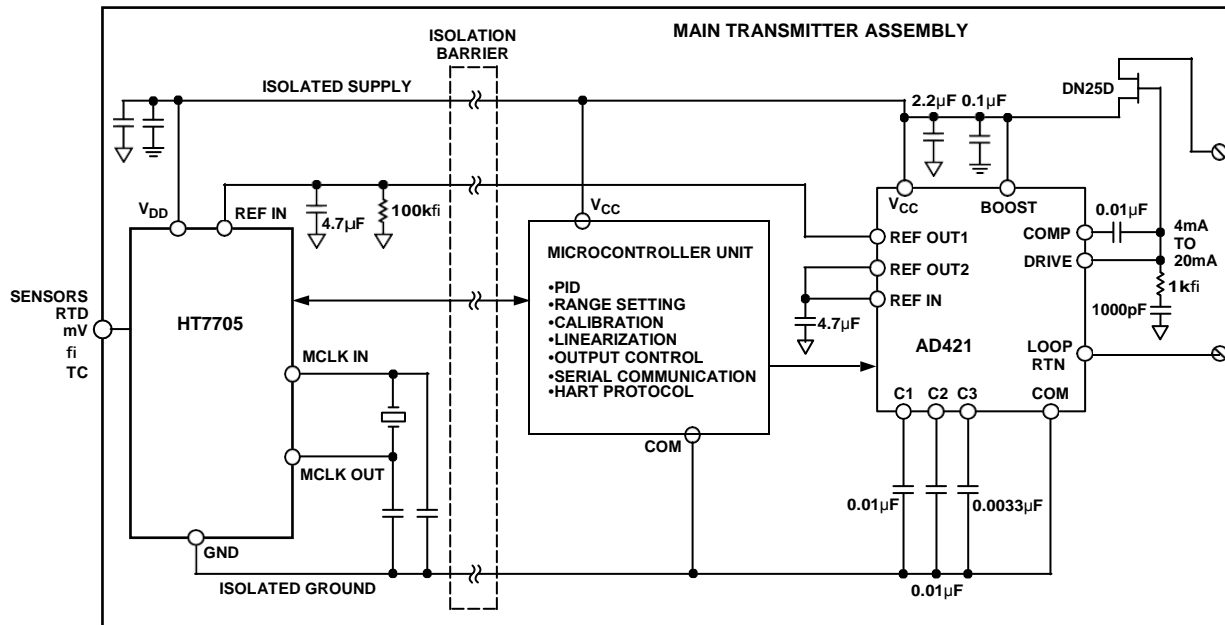 MAIN TRANSMITTER ASSEMBLY
ISOLATION
BARRIER
ISOLATED SUPPLY
DN25D
2.2µF 0.1µF
VDD
REF IN
4.7µF
100kfi
VCC
VCC
BOOST
0.01µF
COMP
4mA
TO
20mA
DRIVE
1kfi
1000pF
REF OUT1
REF OUT2
REF IN
4.7µF
AD421
LOOP
RTN
MICROCONTROLLER UNIT
•PID
•RANGE SETTING
•CALIBRATION
•LINEARIZATION
•OUTPUT CONTROL
•SERIAL COMMUNICATION
•HART PROTOCOL
SENSORS
RTD
mV
fi
TC
HT7705
MCLK IN
MCLK OUT
COM
C1
C2
C3
COM
0.01µF
0.0033µF
GND
ISOLATED GROUND
0.01µF